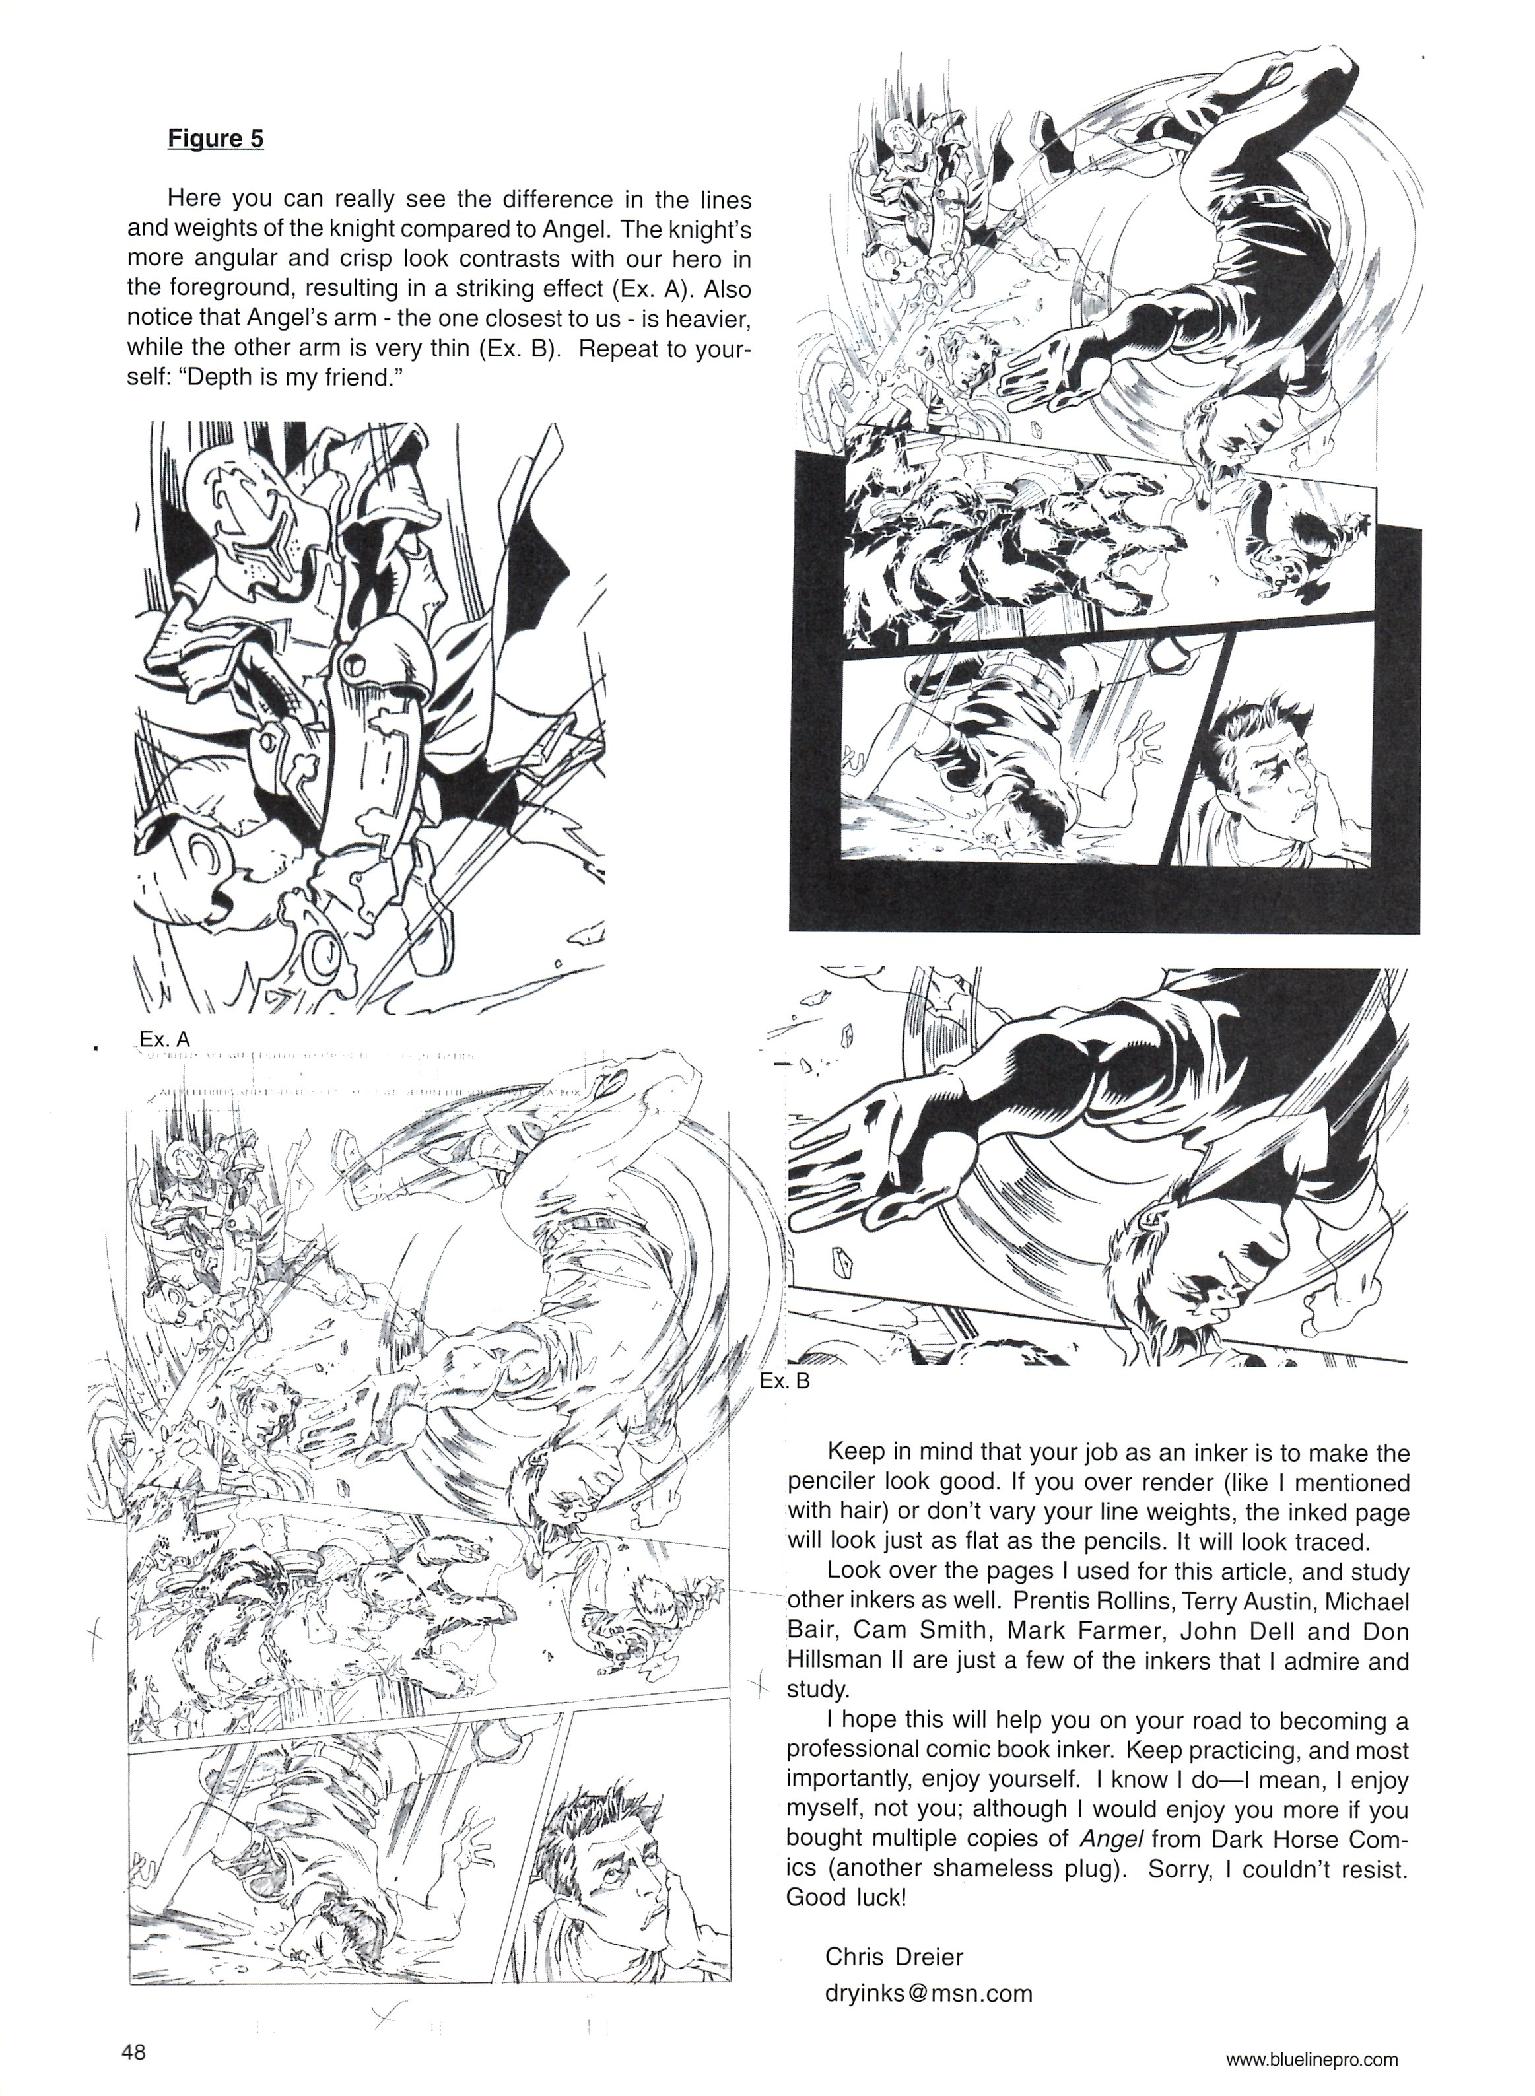 Figure 5
Here you can really see the difference in the lines
and weights of the knight compared to Angel. The knight's
more angular and crisp look contrasts with our hero in
the foreground, resulting in a striking effect (Ex. A). Also
notice that Angel's arm - the one closest to us - is heavier,
while the other arm is very thin (Ex. B). Repeat to your-
self: “Depth is my friend.”
Ex. A
Ex. B
Keep in mind that your job as an inker is to make the
penciler look good. If you over render (like I mentioned
with hair) or don't vary your line weights, the inked page
will look just as flat as the pencils. It will look traced.
Look over the pages I used for this article, and study
other inkers as well. Prentis Rollins, Terry Austin, Michael
Bair, Cam Smith, Mark Farmer, John Dell and Don
Hillsman II are just a few of the inkers that I admire and
study.
I hope this will help you on your road to becoming a
professional comic book inker. Keep practicing, and most
importantly, enjoy yourself. I know I do—I mean, I enjoy
myself, not you; although I would enjoy you more if you
bought multiple copies of Angel from Dark Horse Com-
ics (another shameless plug). Sorry, I couldn't resist.
Good luck!
Chris Dreier
dryinks@msn.com
48
www.bluelinepro.com